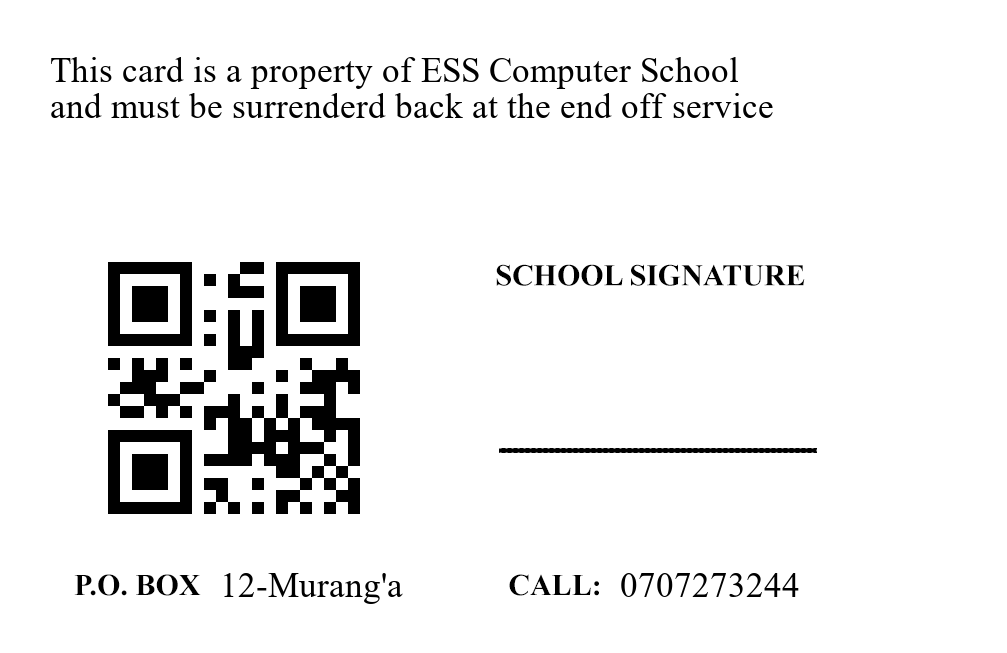 This card is a property of ESS Computer School
and must be surrenderd back at the end off service
SCHOOL SIGNATURE
P.O. BOX 12-Murang'a
CALL: 0707273244